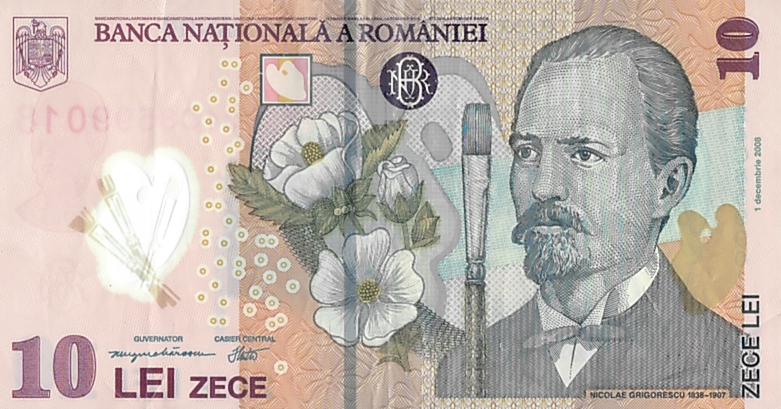 BANCA NAȚIONALĂ A ROMÂNIEI
10
1 decembrie 2008
GUVERNATOR
CASIER CENTRAL
10 LEI ZECE
NICOLAE GRIGORESCU 1838-1907
ZECE LEI